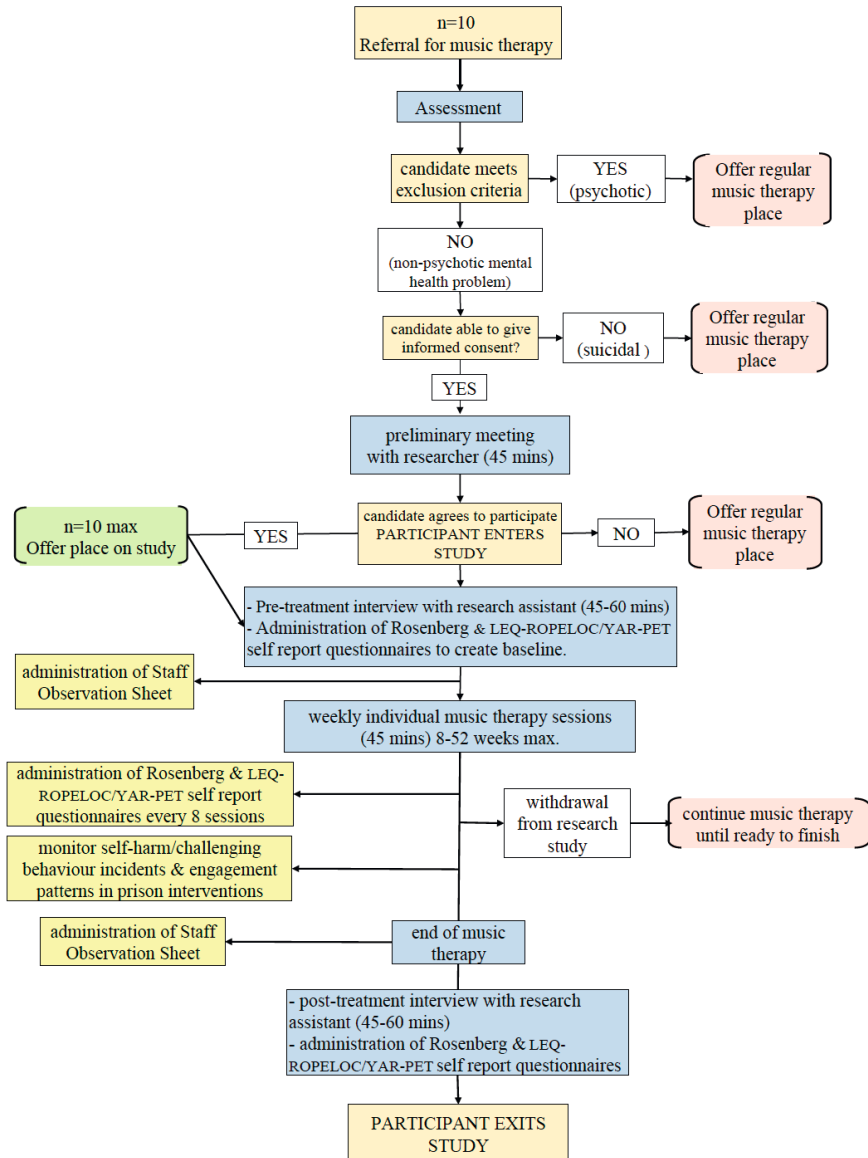 n=10
Referral for music therapy
Assessment
candidate meets
exclusion criteria
YES
(psychotic)
Offer regular
music therapy
place
NO
(non-psychotic mental
health problem)
candidate able to give
informed consent?
NO
(suicidal )
Offer regular
music therapy
place
YES
preliminary meeting
with researcher (45 mins)
n=10 max
Offer place on study
YES
candidate agrees to participate
PARTICIPANT ENTERS
STUDY
NO
Offer regular
music therapy
place
- Pre-treatment interview with research assistant (45-60 mins)
- Administration of Rosenberg & LEQ-ROPELOC/YAR-PET
self report questionnaires to create baseline.
administration of Staff
Observation Sheet
weekly individual music therapy sessions
(45 mins) 8-52 weeks max.
administration of Rosenberg & LEQ-
ROPELOC/YAR-PET self report
questionnaires every 8 sessions
withdrawal
from research
study
continue music therapy
until ready to finish
monitor self-harm/challenging
behaviour incidents & engagement
patterns in prison interventions
administration of Staff
Observation Sheet
end of music
therapy
- post-treatment interview with research
assistant (45-60 mins)
- administration of Rosenberg & LEQ-
ROPELOC/YAR-PET self report questionnaires
PARTICIPANT EXITS
STUDY